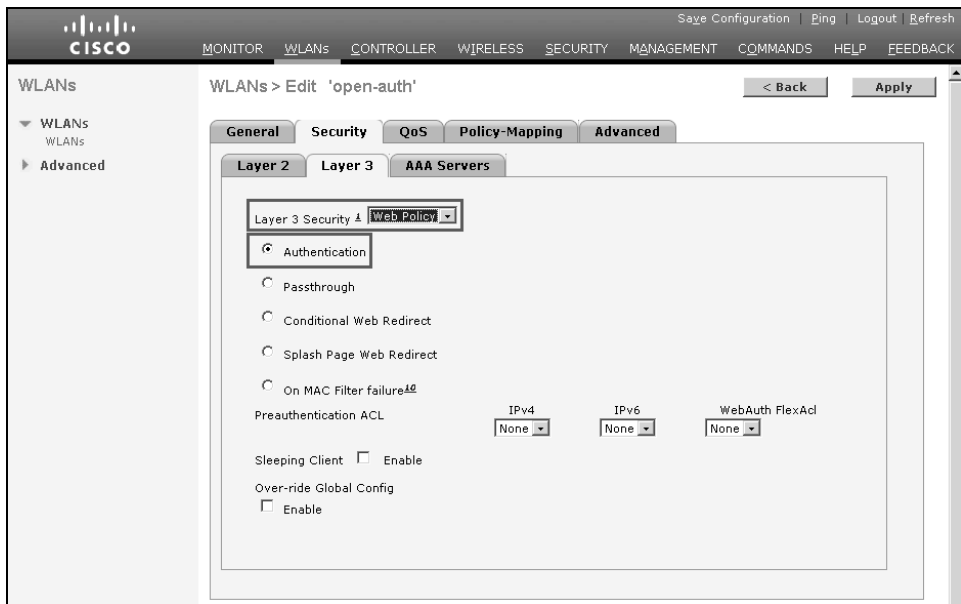 Save Configuration | Ping | Logout | Refresh
CISCO
MONITOR WLANs CONTROLLER WIRELESS SECURITY MANAGEMENT COMMANDS HELP FEEDBACK
WLANs
WLANs
WLANs
Advanced
WLANs > Edit 'open-auth'
< Back Apply
General Security QoS Policy-Mapping Advanced
Layer 2 Layer 3 AAA Servers
Layer 3 Security 1 Web Policy
Authentication
Passthrough
Conditional Web Redirect
Splash Page Web Redirect
On MAC Filter failure10
Preauthentication ACL IPv4 IPv6 WebAuth FlexAcl
None None None
Sleeping Client Enable
Over-ride Global Config
Enable